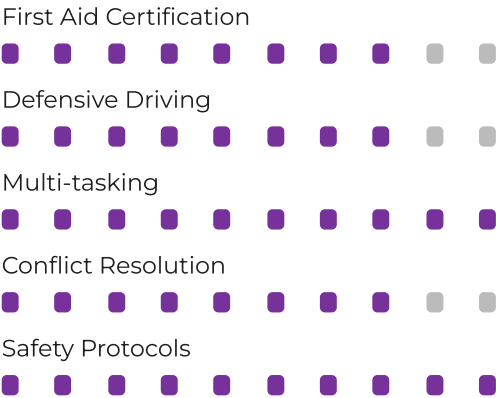 First Aid Certification
Defensive Driving
Multi-tasking
Conflict Resolution
Safety Protocols